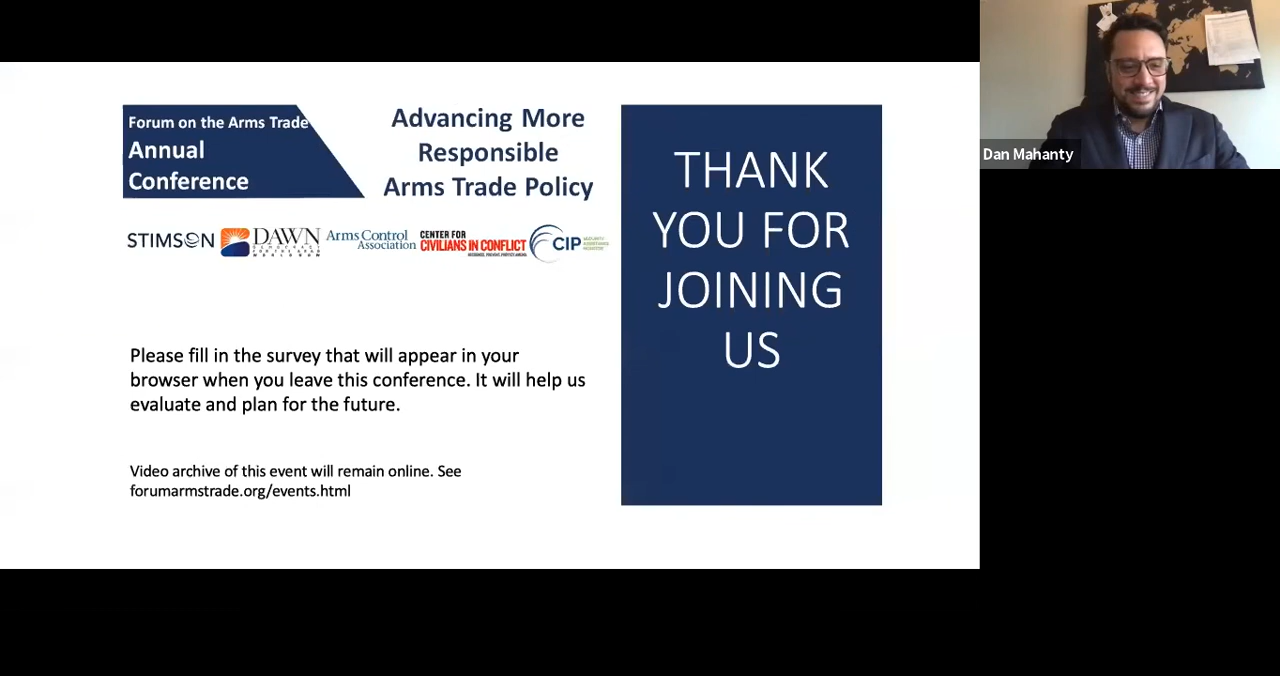 Forum on the Arms Trade
Annual
Conference
Advancing More
Responsible
Arms Trade Policy
STIMSON
DAWN
Arms Control
Association
CENTER FOR
CIVILIANS IN CONFLICT
CIP
Please fill in the survey that will appear in your
browser when you leave this conference. It will help us
evaluate and plan for the future.
Video archive of this event will remain online. See
forumarmstrade.org/events.html
THANK
YOU FOR
JOINING
US
Dan Mahanty